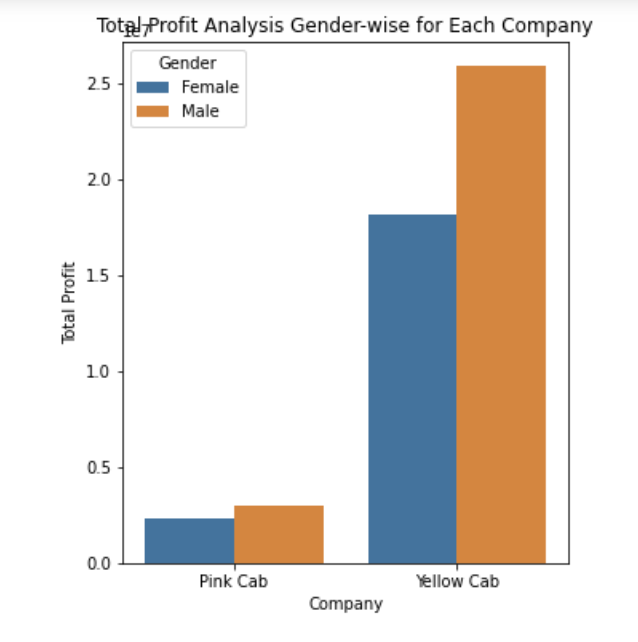 Total Profit Analysis Gender-wise for Each Company
1e7
Gender
Female
Male
2.5
2.0
1.5
1.0
0.5
0.0
Total Profit
Pink Cab
Yellow Cab
Company